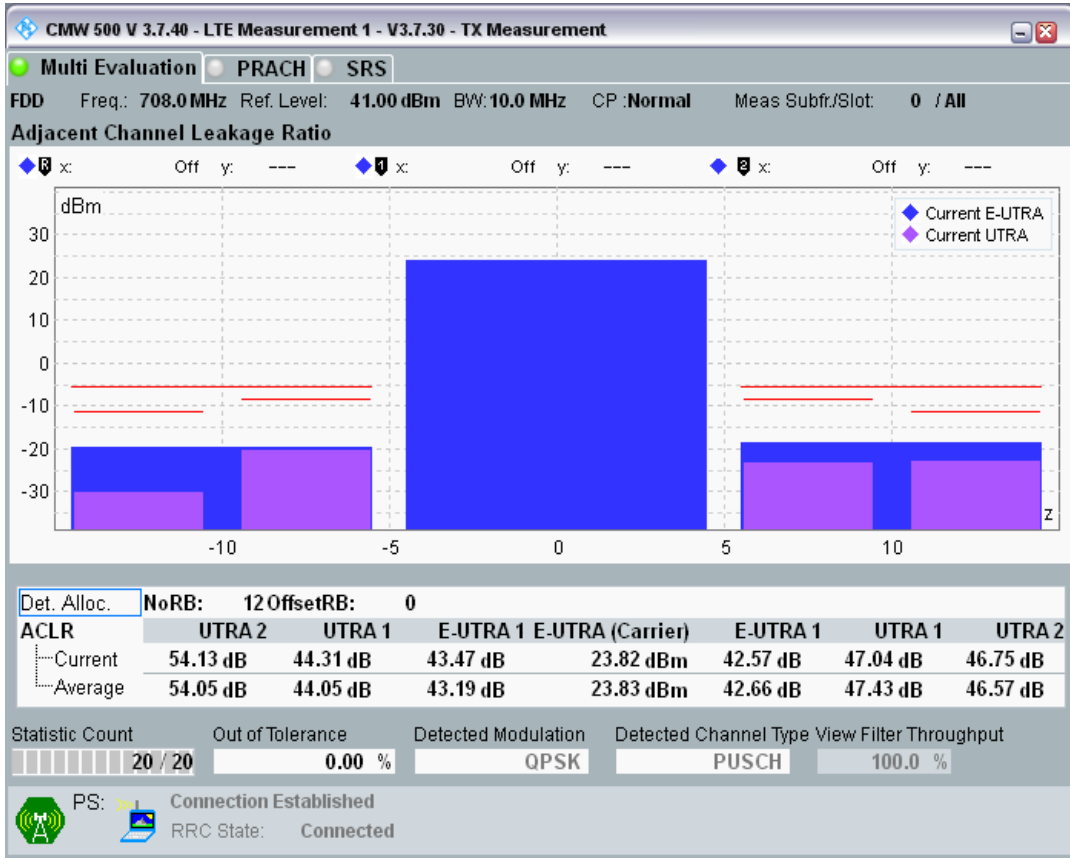 CMW 500 V 3.7.40 - LTE Measurement 1 - V3.7.30 - TX Measurement
Multi Evaluation PRACH SRS
FDD Freq.: 708.0 MHz Ref. Level: 41.00 dBm BW: 10.0 MHz CP :Normal Meas Subfr./Slot: 0 / All
Adjacent Channel Leakage Ratio
R x: Off y: --- 1 x: Off y: --- 2 x: Off y: ---
dBm
Current E-UTRA
Current UTRA
30
20
10
0
-10
-20
-30
z
-10 -5 0 5 10
Det. Alloc. NoRB: 12 OffsetRB: 0
ACLR UTRA 2 UTRA 1 E-UTRA 1 E-UTRA (Carrier) E-UTRA 1 UTRA 1 UTRA 2
Current 54.13 dB 44.31 dB 43.47 dB 23.82 dBm 42.57 dB 47.04 dB 46.75 dB
Average 54.05 dB 44.05 dB 43.19 dB 23.83 dBm 42.66 dB 47.43 dB 46.57 dB
Statistic Count Out of Tolerance Detected Modulation Detected Channel Type View Filter Throughput
20 / 20 0.00 % QPSK PUSCH 100.0 %
PS: Connection Established
RRC State: Connected